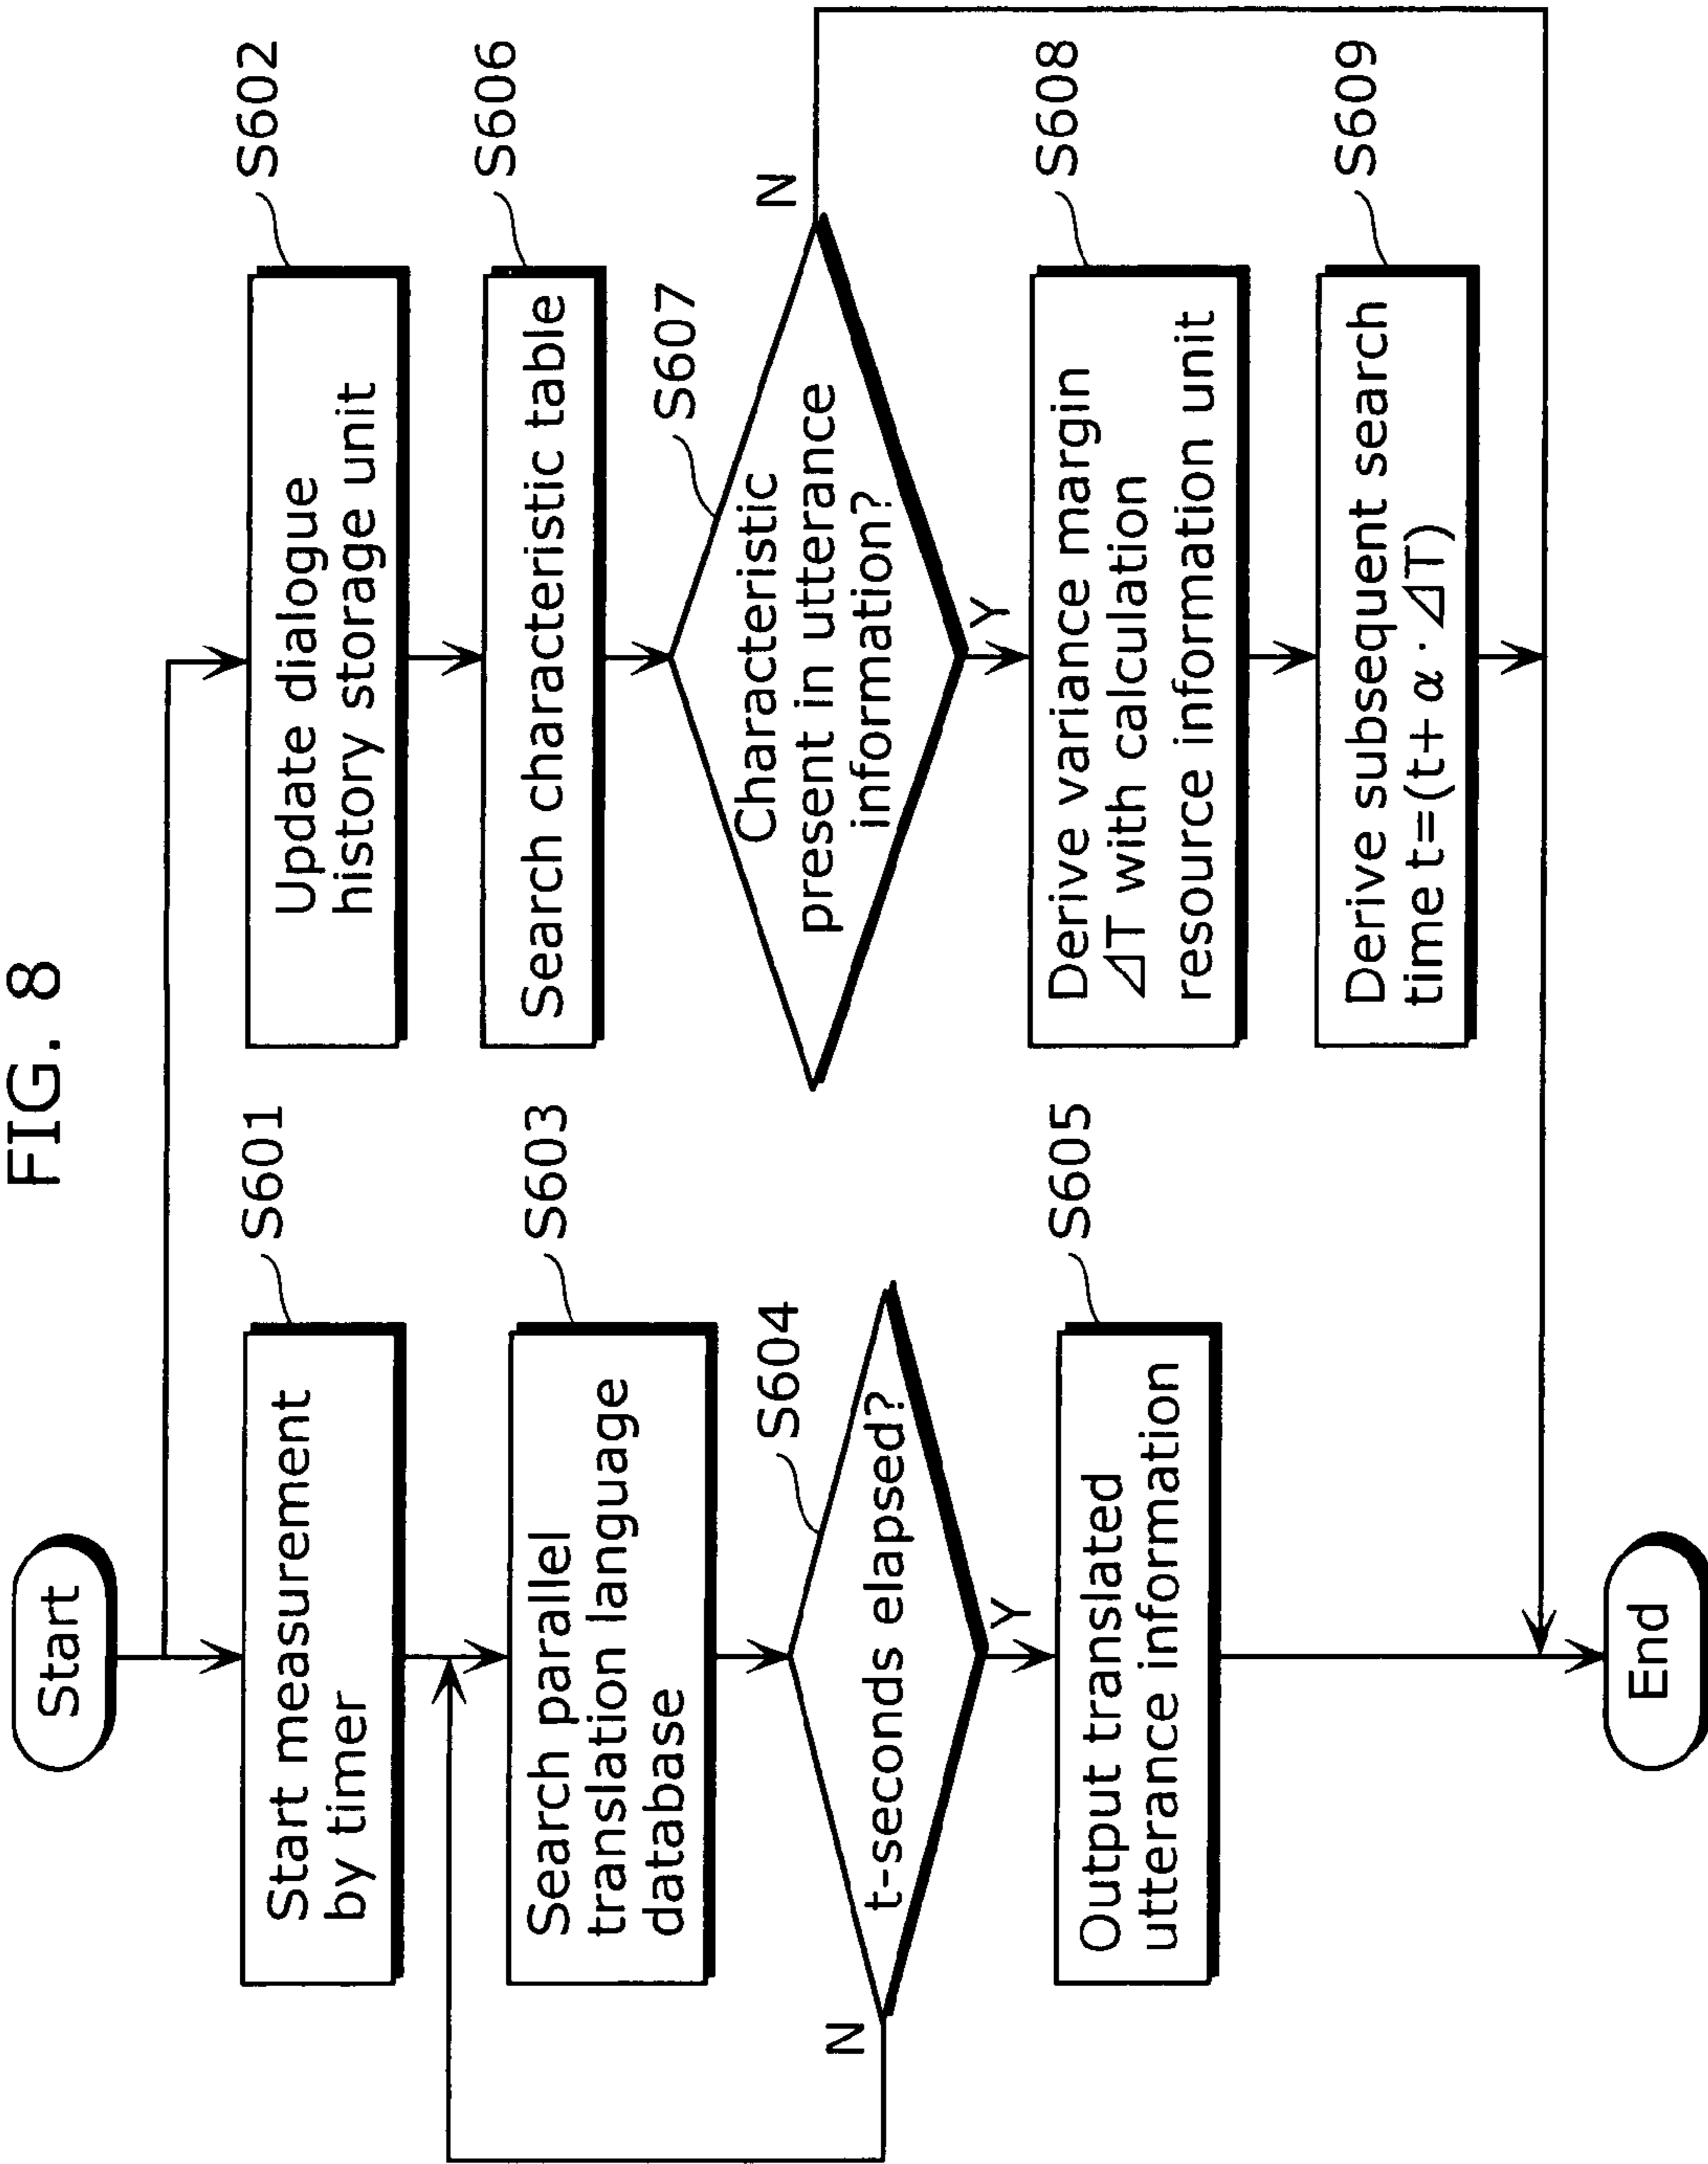 FIG. 8
Start
Start measurement
by timer
S601
Search parallel
translation language
database
S603
t-seconds elapsed?
S604
N
Y
Output translated
utterance information
S605
End
Update dialogue
history storage unit
S602
Search characteristic table
S606
Characteristic
present in utterance
information?
S607
N
Y
Derive variance margin
⊿T with calculation
resource information unit
S608
Derive subsequent search
time t=(t+α・⊿T)
S609